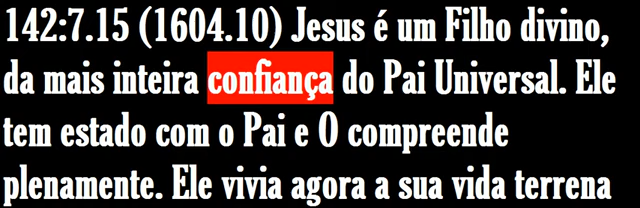 142:7.15 (1604.10) Jesus é um Filho divino,
da mais inteira confiança do Pai Universal. Ele
tem estado com o Pai e O compreende
plenamente. Ele vivia agora a sua vida terrena